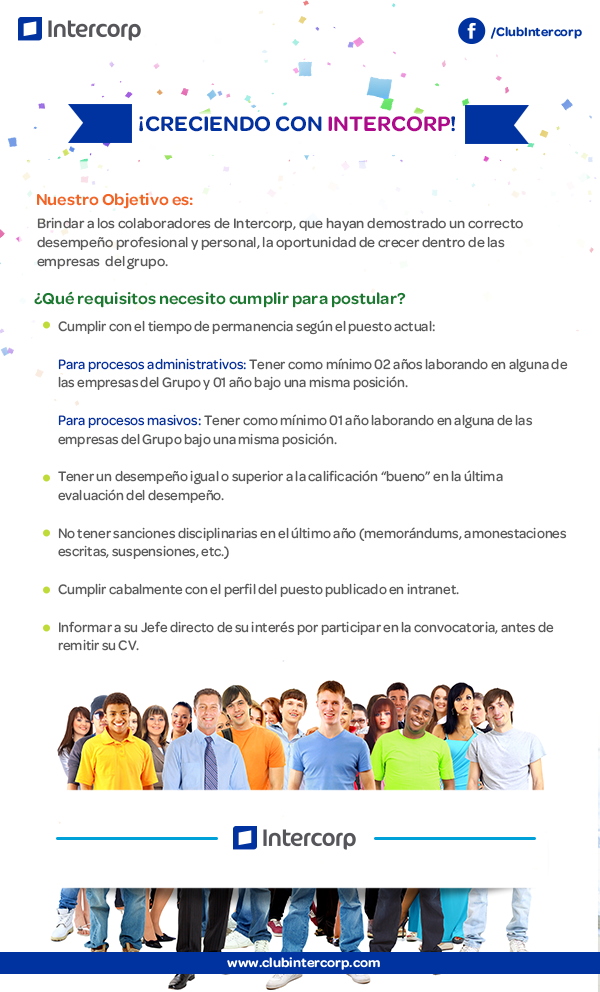 Intercorp
/ClubIntercorp
¡CRECIENDO CON INTERCORP!
Nuestro Objetivo es:
Brindar a los colaboradores de Intercorp, que hayan demostrado un correcto
desempeño profesional y personal, la oportunidad de crecer dentro de las
empresas del grupo.
¿Qué requisitos necesito cumplir para postular?
Cumplir con el tiempo de permanencia según el puesto actual:
Para procesos administrativos: Tener como mínimo 02 años laborando en alguna de
las empresas del Grupo y 01 año bajo una misma posición.
Para procesos masivos: Tener como mínimo 01 año laborando en alguna de las
empresas del Grupo bajo una misma posición.
Tener un desempeño igual o superior a la calificación “bueno” en la última
evaluación del desempeño.
No tener sanciones disciplinarias en el último año (memorándums, amonestaciones
escritas, suspensiones, etc.)
Cumplir cabalmente con el perfil del puesto publicado en intranet.
Informar a su Jefe directo de su interés por participar en la convocatoria, antes de
remitir su CV.
Intercorp
www.clubintercorp.com